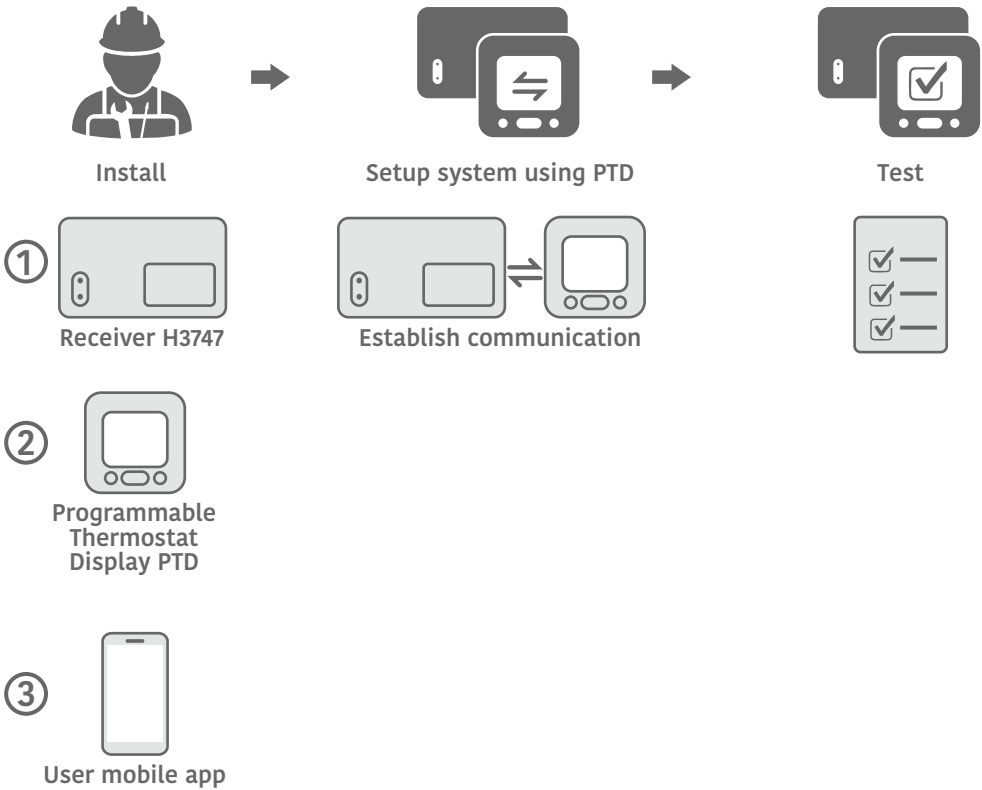 Install
Setup system using PTD
Test
1
Receiver H3747
Establish communication
2
Programmable
Thermostat
Display PTD
3
User mobile app